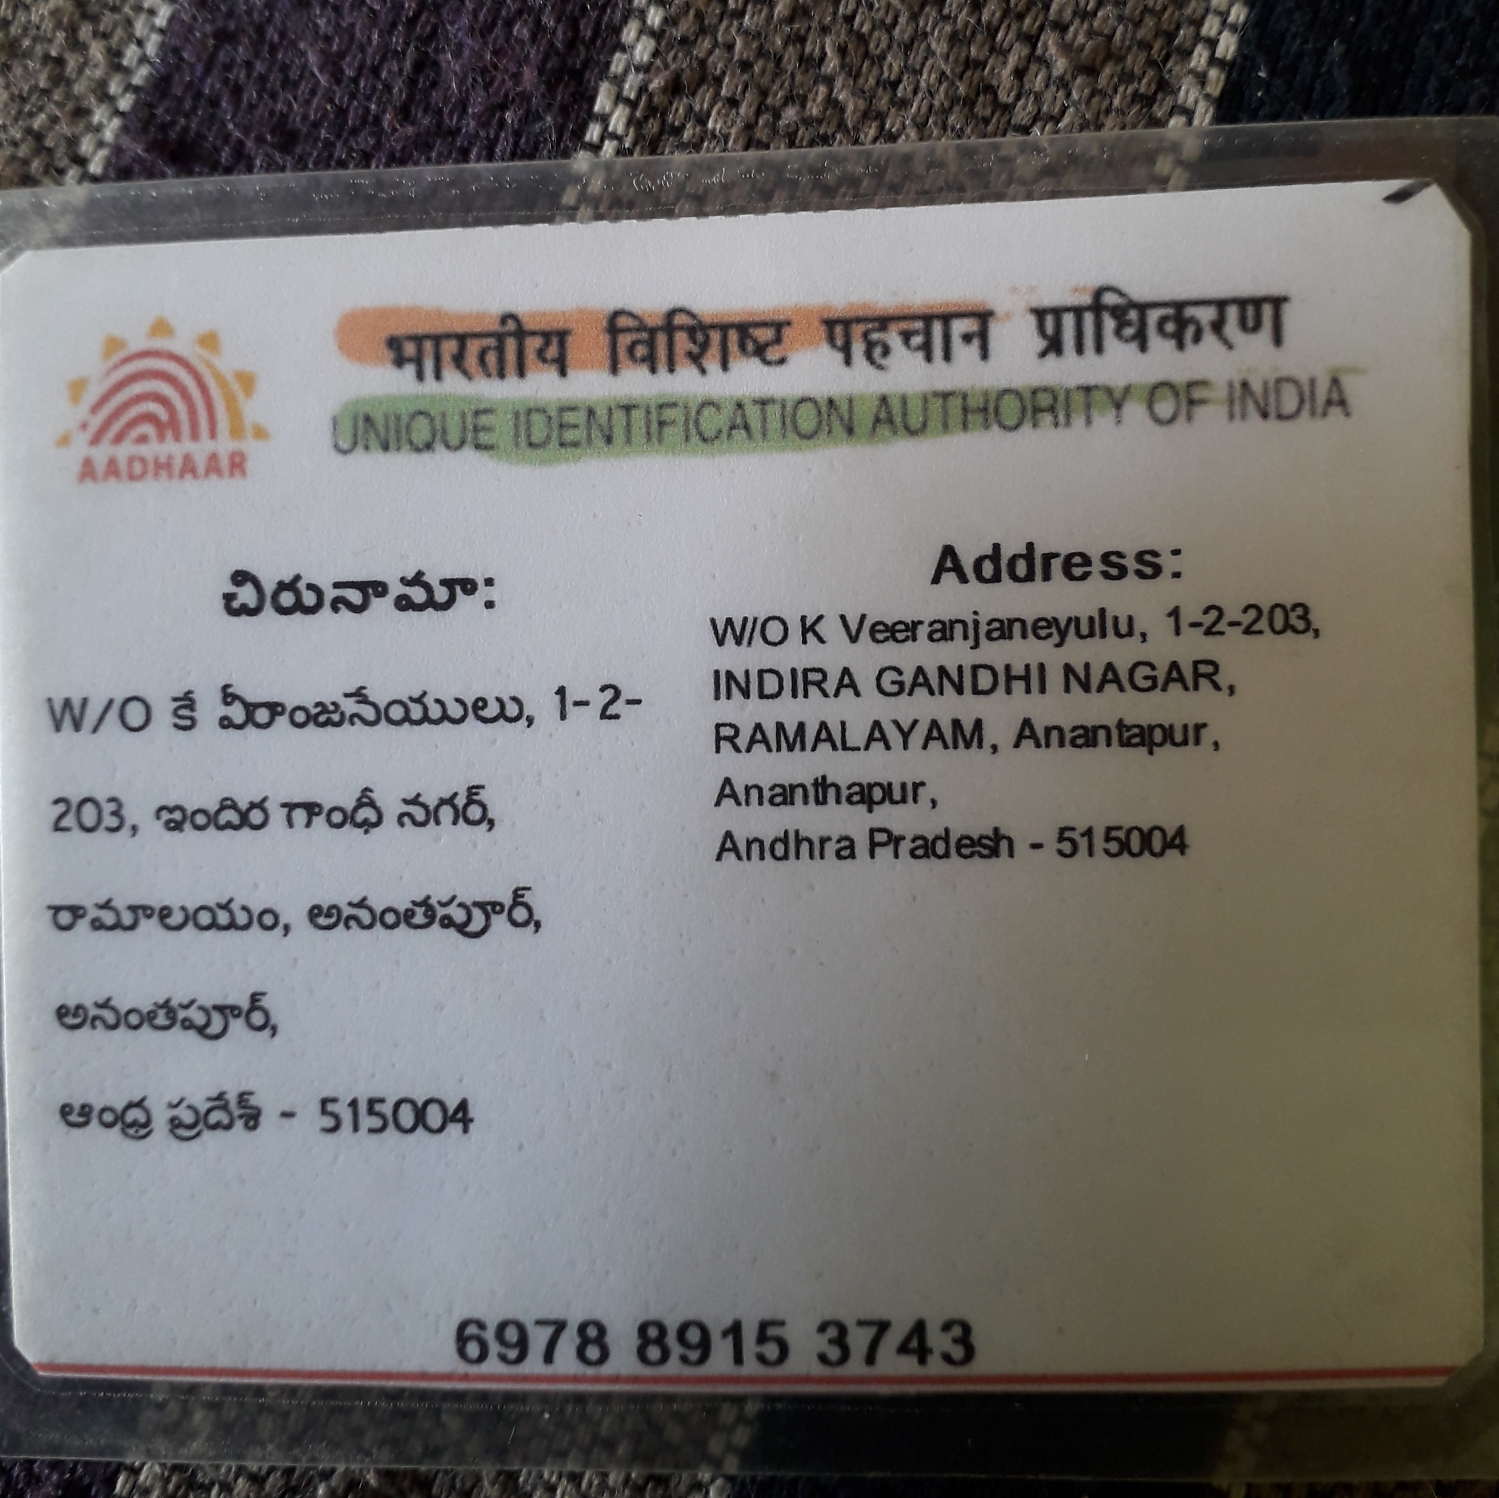 भारतीय विशिष्ट पहचान प्राधिकरण
UNIQUE IDENTIFICATION AUTHORITY OF INDIA
AADHAAR
చిరునామా:
W/O కే వీరాంజనేయులు, 1-2-
203, ఇందిర గాంధీ నగర్,
రామాలయం, అనంతపూర్,
అనంతపూర్,
ఆంధ్ర ప్రదేశ్ - 515004
Address:
W/O K Veeranjaneyulu, 1-2-203,
INDIRA GANDHI NAGAR,
RAMALAYAM, Anantapur,
Ananthapur,
Andhra Pradesh - 515004
6978 8915 3743